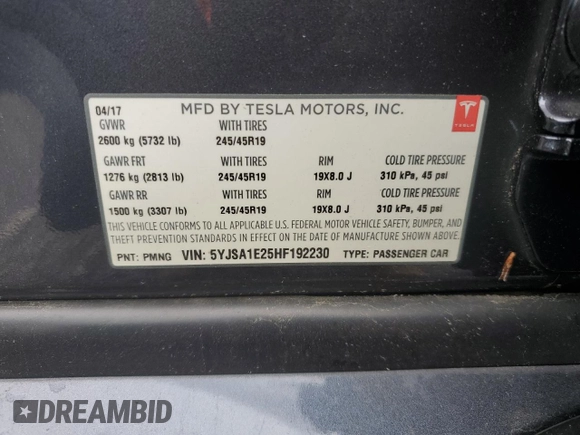 04/17 MFD BY TESLA MOTORS, INC.
TESLA
GVWR WITH TIRES
2600 kg (5732 lb) 245/45R19
GAWR FRT WITH TIRES RIM COLD TIRE PRESSURE
1276 kg (2813 lb) 245/45R19 19X8.0 J 310 kPa, 45 psi
GAWR RR WITH TIRES RIM COLD TIRE PRESSURE
1500 kg (3307 lb) 245/45R19 19X8.0 J 310 kPa, 45 psi
THIS VEHICLE CONFORMS TO ALL APPLICABLE U.S. FEDERAL MOTOR VEHICLE SAFETY, BUMPER,
AND THEFT PREVENTION STANDARDS IN EFFECT ON THE DATE OF MANUFACTURE SHOWN ABOVE.
PNT: PMNG VIN: 5YJSA1E25HF192230 TYPE: PASSENGER CAR
DREAMBID